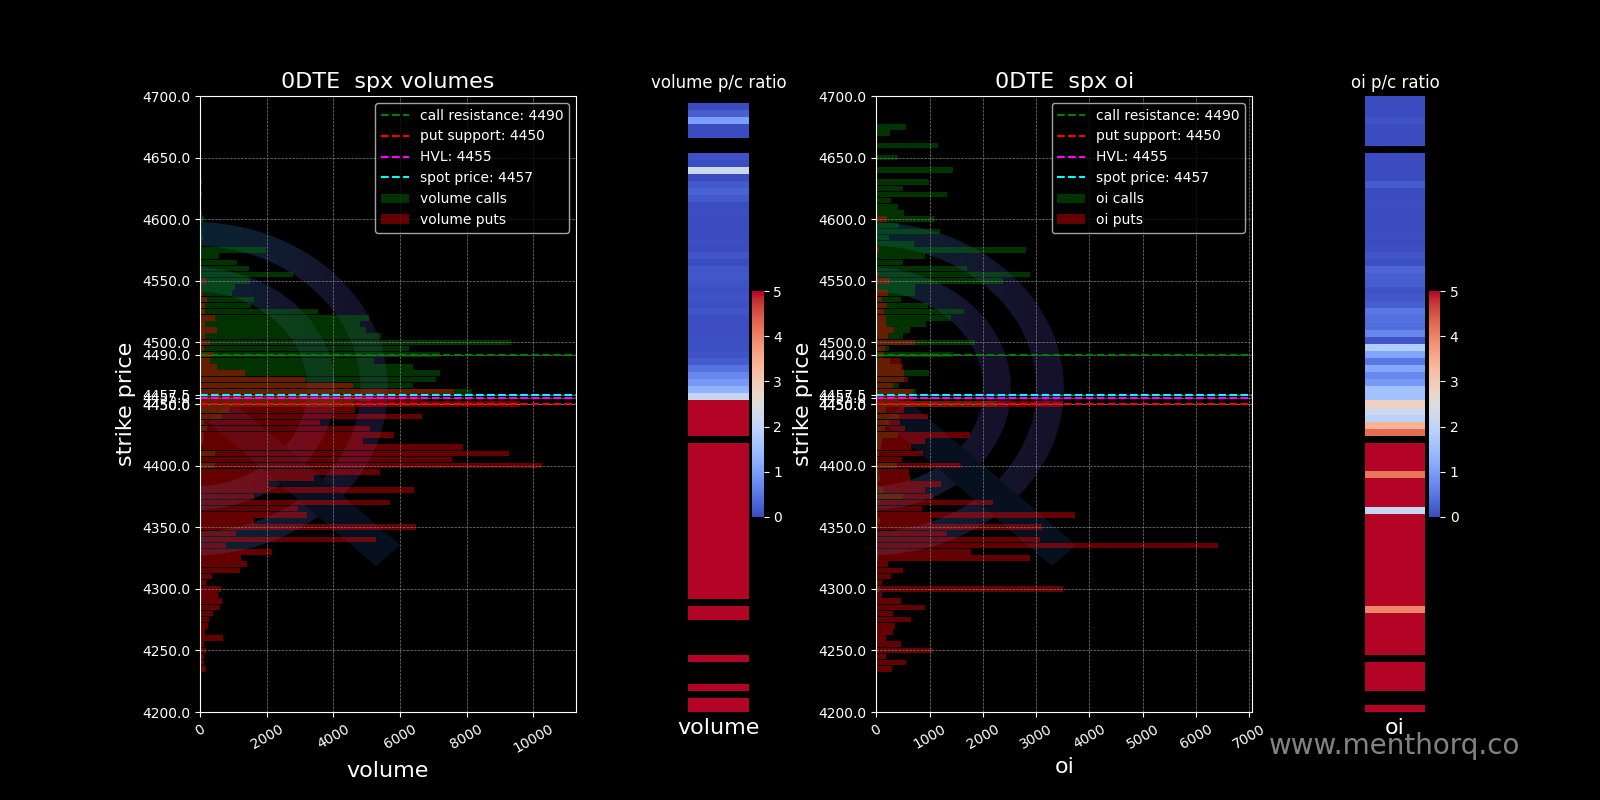 0DTE  spx volumes
volume p/c ratio
0DTE  spx oi
oi p/c ratio
4700.0
4650.0
4600.0
4550.0
4500.0
4490.0
4457.5
4450.0
4400.0
4350.0
4300.0
4250.0
4200.0
strike price
call resistance: 4490
put support: 4450
HVL: 4455
spot price: 4457
volume calls
volume puts
0
2000
4000
6000
8000
10000
volume
5
4
3
2
1
0
volume
4700.0
4650.0
4600.0
4550.0
4500.0
4490.0
4457.5
4450.0
4400.0
4350.0
4300.0
4250.0
4200.0
strike price
call resistance: 4490
put support: 4450
HVL: 4455
spot price: 4457
oi calls
oi puts
0
1000
2000
3000
4000
5000
6000
7000
oi
5
4
3
2
1
0
oi
www.menthorq.co